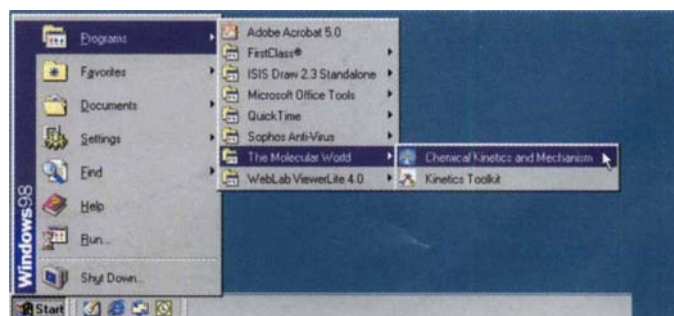 Programs
Favorites
Documents
Settings
Find
Help
Run...
Shut Down...
Windows98
Start
Adobe Acrobat 5.0
FirstClass®
ISIS Draw 2.3 Standalone
Microsoft Office Tools
QuickTime
Sophos Anti-Virus
The Molecular World
WebLab ViewerLite 4.0
Chemical Kinetics and Mechanism
Kinetics Toolkit